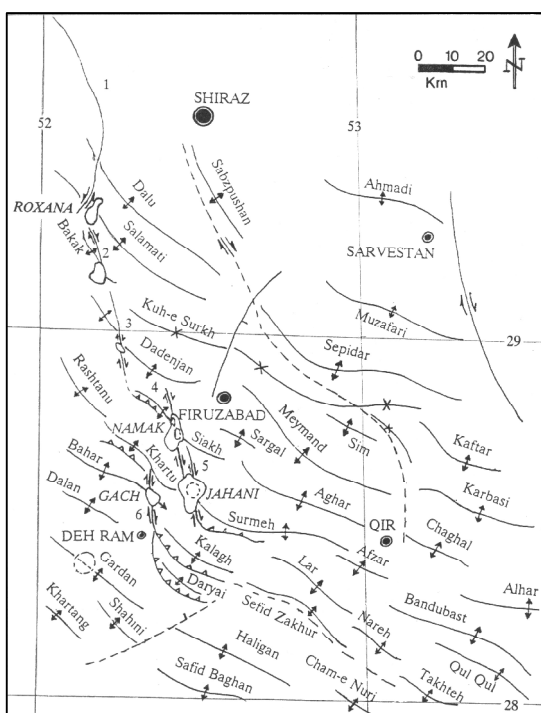 0 10 20
Krn
N
1
SHIRAZ
52
53
Sabzpushan
Ahmadi
Dalu
ROXANA
Salamati
Bakak
SARVESTAN
2
Kuh-e Surkh
Muzafari
3
29
Sepidar
Dadenjan
Rashtanu
4
FIRUZABAD
Meymand
NAMAK
Siakh
Sargal
Sim
Kaftar
Bahar
Khartu
5
Dalan
GACH
JAHANI
Aghar
Karbasi
6
Surmeh
QIR
DEH RAM
Chaghal
Kalagh
Lar
Afzar
Gardan
Daryai
Alhar
Sefid Zakhur
Bandubast
Khartang
Shahini
Nareh
Haligan
Qul Qul
Safid Baghan
Cham-e Nuri
Takhteh
28